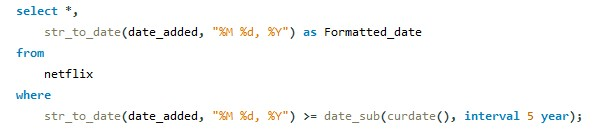 select *,
str_to_date(date_added, "%M %d, %Y") as Formatted_date
from
netflix
where
str_to_date(date_added, "%M %d, %Y") >= date_sub(curdate(), interval 5 year);